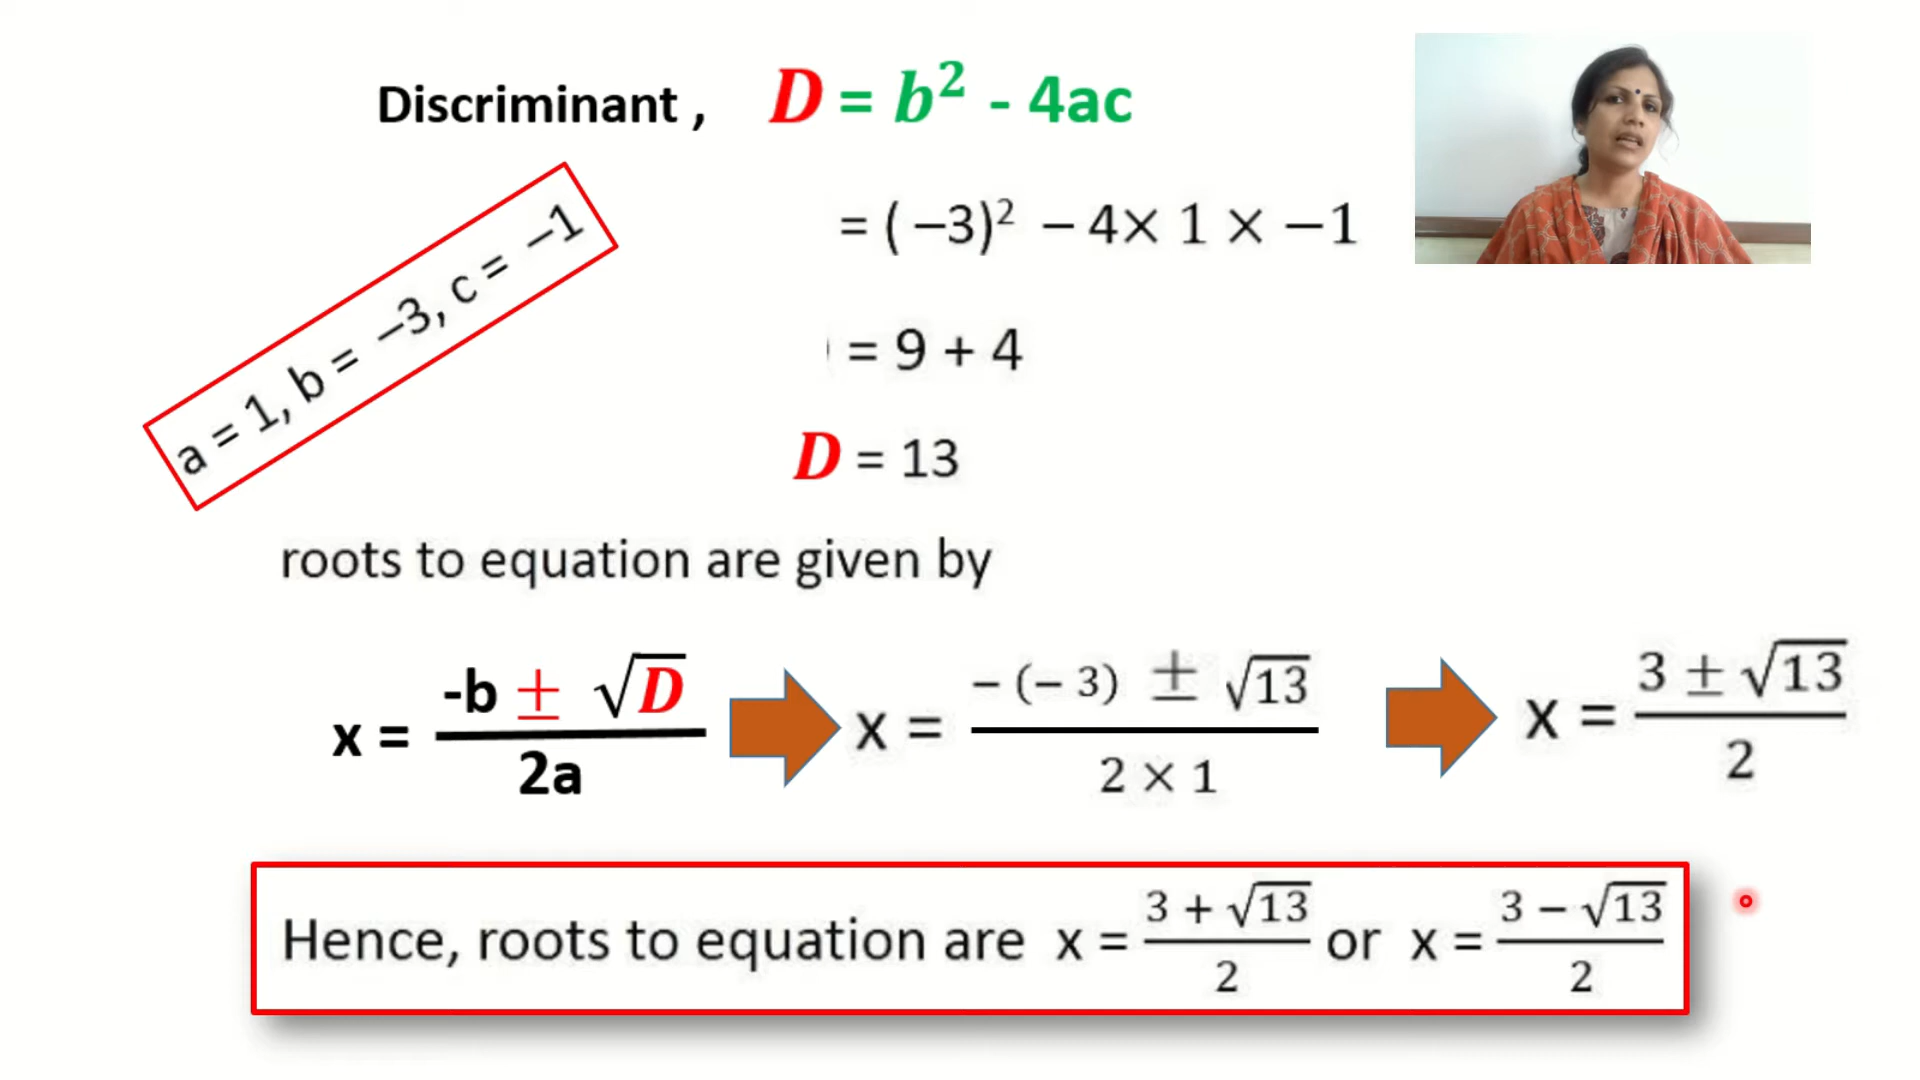 Discriminant , D = b² - 4ac
= ( −3)² − 4× 1 × −1
a = 1, b = −3, c = −1
= 9 + 4
D = 13
roots to equation are given by
x = (-b ± √D)/2a x = (− (− 3) ± √13)/(2 × 1) x = (3 ± √13)/2
Hence, roots to equation are x = (3 + √13)/2 or x = (3 − √13)/2